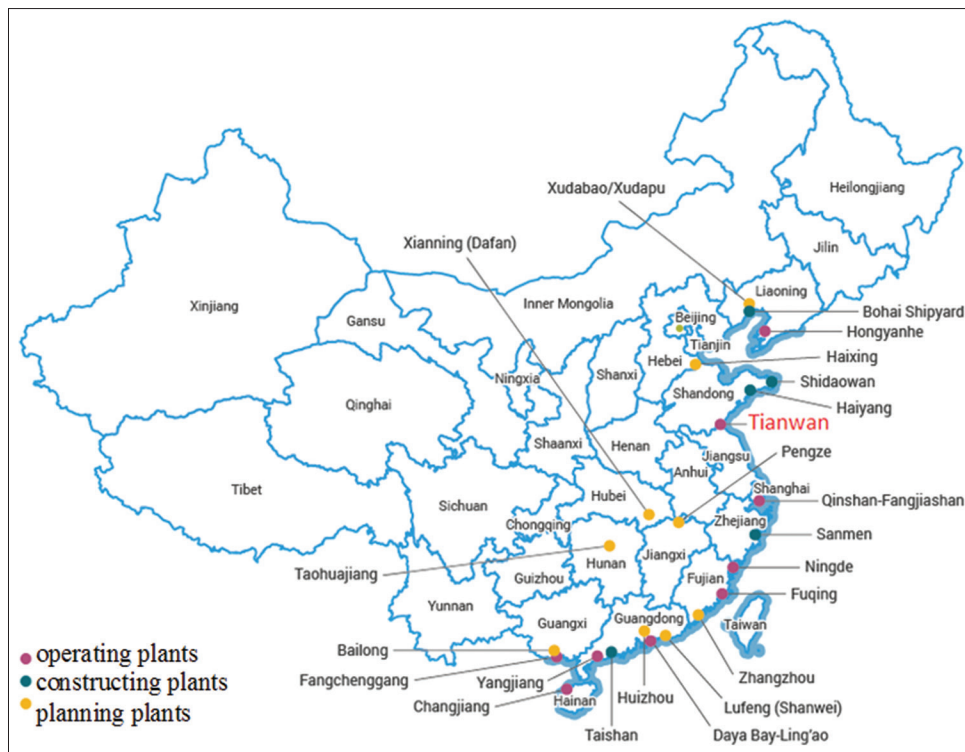 Heilongjiang
Xudabao/Xudapu
Jilin
Xianning (Dafan)
Liaoning
Xinjiang
Inner Mongolia
Bohai Shipyard
Gansu
Beijing
Hongyanhe
Tianjin
Haixing
Hebei
Shanxi
Ningxia
Shidaowan
Shandong
Qinghai
Haiyang
Tianwan
Shaanxi
Henan
Jiangsu
Pengze
Anhui
Tibet
Shanghai
Hubei
Qinshan-Fangjiashan
Sichuan
Chongqing
Zhejiang
Sanmen
Jiangxi
Hunan
Ningde
Taohuajiang
Guizhou
Fujian
Fuqing
Yunnan
Guangdong
Guangxi
Taiwan
Bailong
operating plants
Zhangzhou
Fangchenggang
Yangjiang
constructing plants
Huizhou
Hainan
Lufeng (Shanwei)
Changjiang
planning plants
Taishan
Daya Bay-Ling'ao